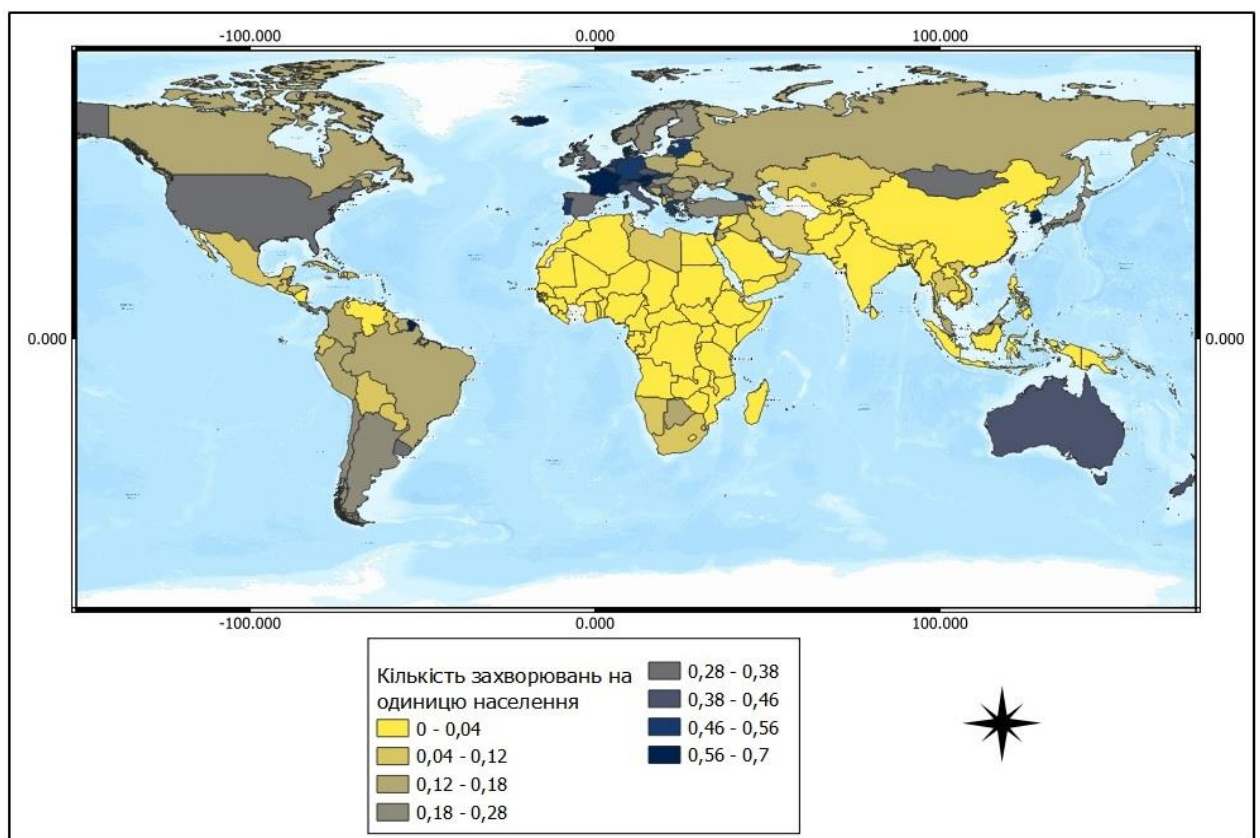 -100.000 0.000 100.000
0.000 0.000
-100.000 0.000 100.000
Кількість захворювань на
одиницю населення
0 - 0,04
0,04 - 0,12
0,12 - 0,18
0,18 - 0,28
0,28 - 0,38
0,38 - 0,46
0,46 - 0,56
0,56 - 0,7